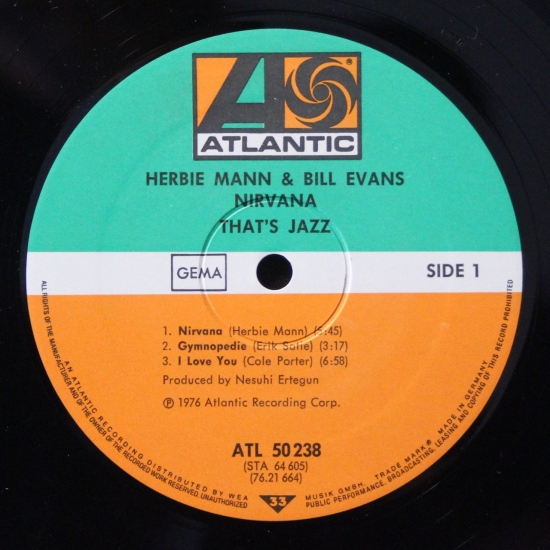 ATLANTIC
®
HERBIE MANN & BILL EVANS
NIRVANA
THAT'S JAZZ
GEMA
SIDE 1
1. Nirvana (Herbie Mann) (5:45)
2. Gymnopedie (Erik Satie) (3:17)
3. I Love You (Cole Porter) (6:58)
Produced by Nesuhi Ertegun
℗ 1976 Atlantic Recording Corp.
ATL 50 238
(STA 64 605)
(76.21 664)
33
ALL RIGHTS OF THE MANUFACTURER AND OF THE OWNER OF THE RECORDED WORK RESERVED. UNAUTHORIZED
PUBLIC PERFORMANCE, BROADCASTING, LEASING AND COPYING OF THIS RECORD PROHIBITED
AN ATLANTIC RECORDING DISTRIBUTED BY WEA
MUSIK GMBH. TRADE MARK ® MADE IN GERMANY